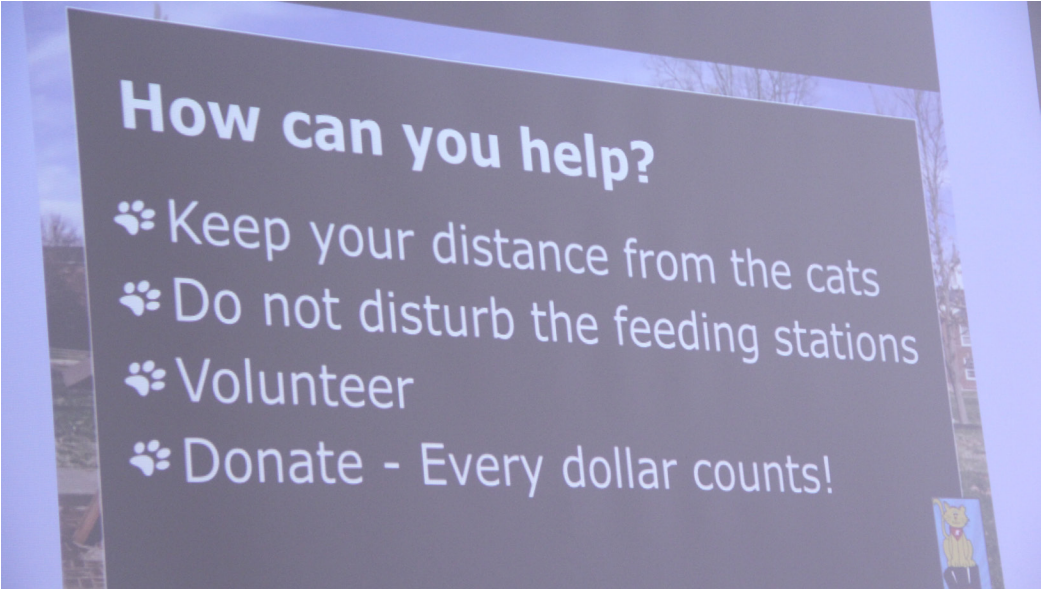 How can you help?
Keep your distance from the cats
Do not disturb the feeding stations
Volunteer
Donate - Every dollar counts!